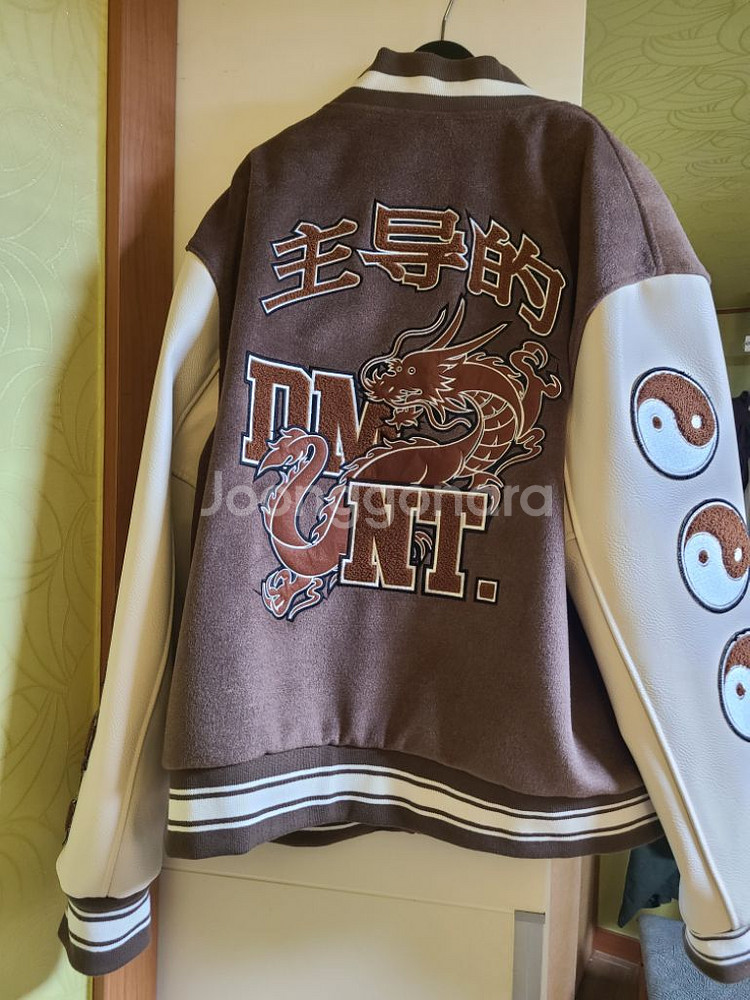 主导的
DM
NT.
Joonggonara